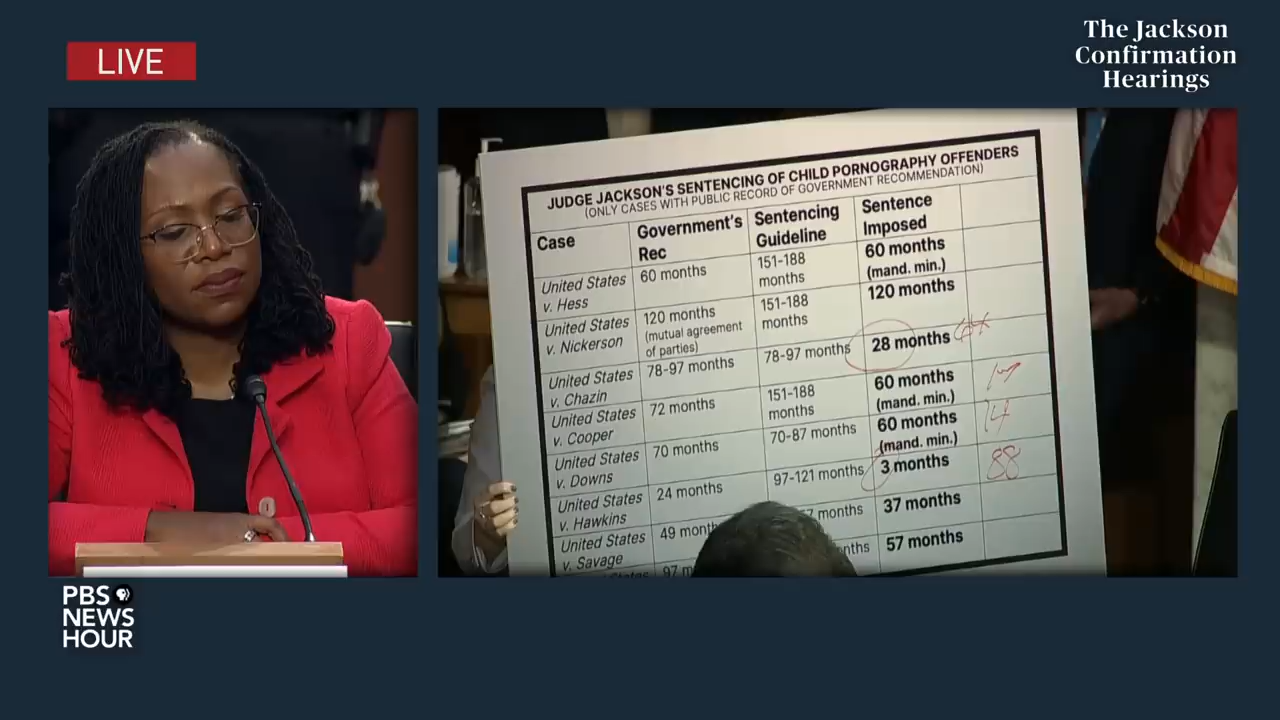 LIVE
The Jackson
Confirmation
Hearings
JUDGE JACKSON'S SENTENCING OF CHILD PORNOGRAPHY OFFENDERS
(ONLY CASES WITH PUBLIC RECORD OF GOVERNMENT RECOMMENDATION)
Case
Government's
Rec
Sentencing
Guideline
Sentence
Imposed
United States
v. Hess
60 months
151-188
months
60 months
(mand. min.)
United States
v. Nickerson
120 months
(mutual agreement
of parties)
151-188
months
120 months
United States
v. Chazin
78-97 months
78-97 months
28 months
United States
v. Cooper
72 months
151-188
months
60 months
(mand. min.)
United States
v. Downs
70 months
70-87 months
60 months
(mand. min.)
14
United States
v. Hawkins
24 months
97-121 months
3 months
88
United States
v. Savage
49
months
37 months
97
57 months
PBS
NEWS
HOUR